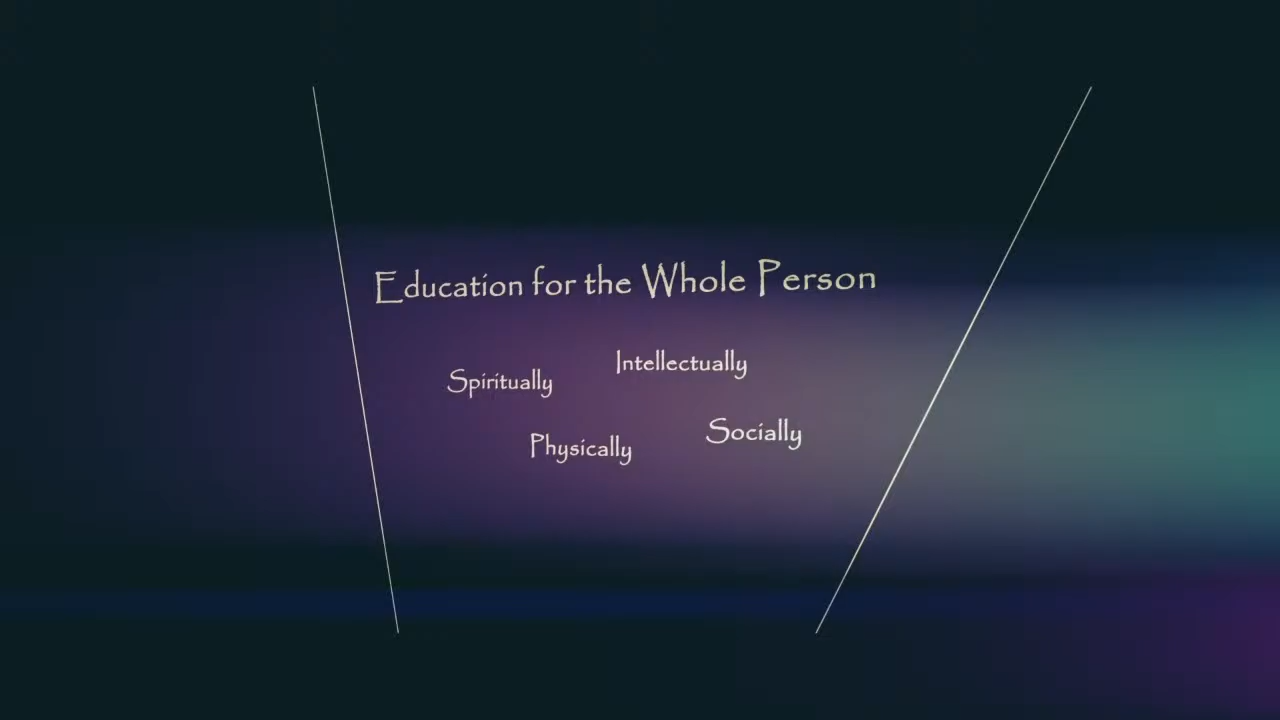 Education for the Whole Person
Intellectually
Spiritually
Socially
Physically